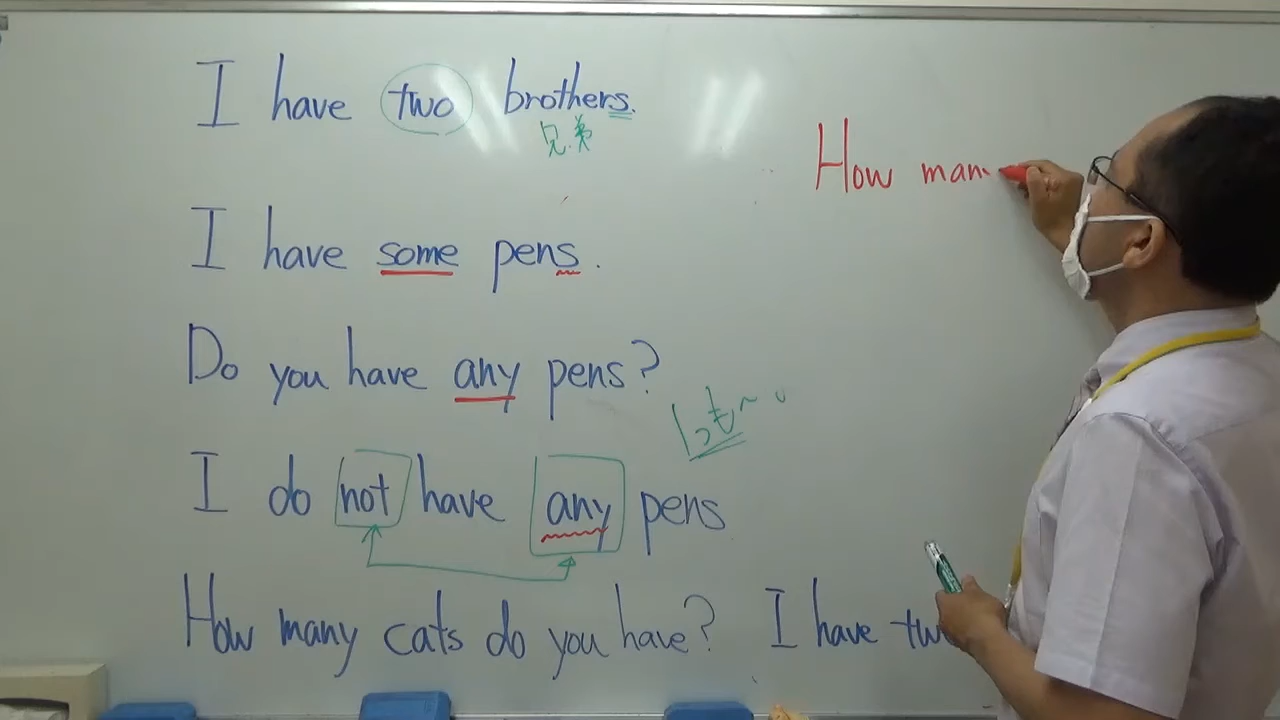 I have two brothers.
兄.弟
I have some pens.
Do you have any pens?
I do not have any pens
How many cats do you have? I have tw
How man